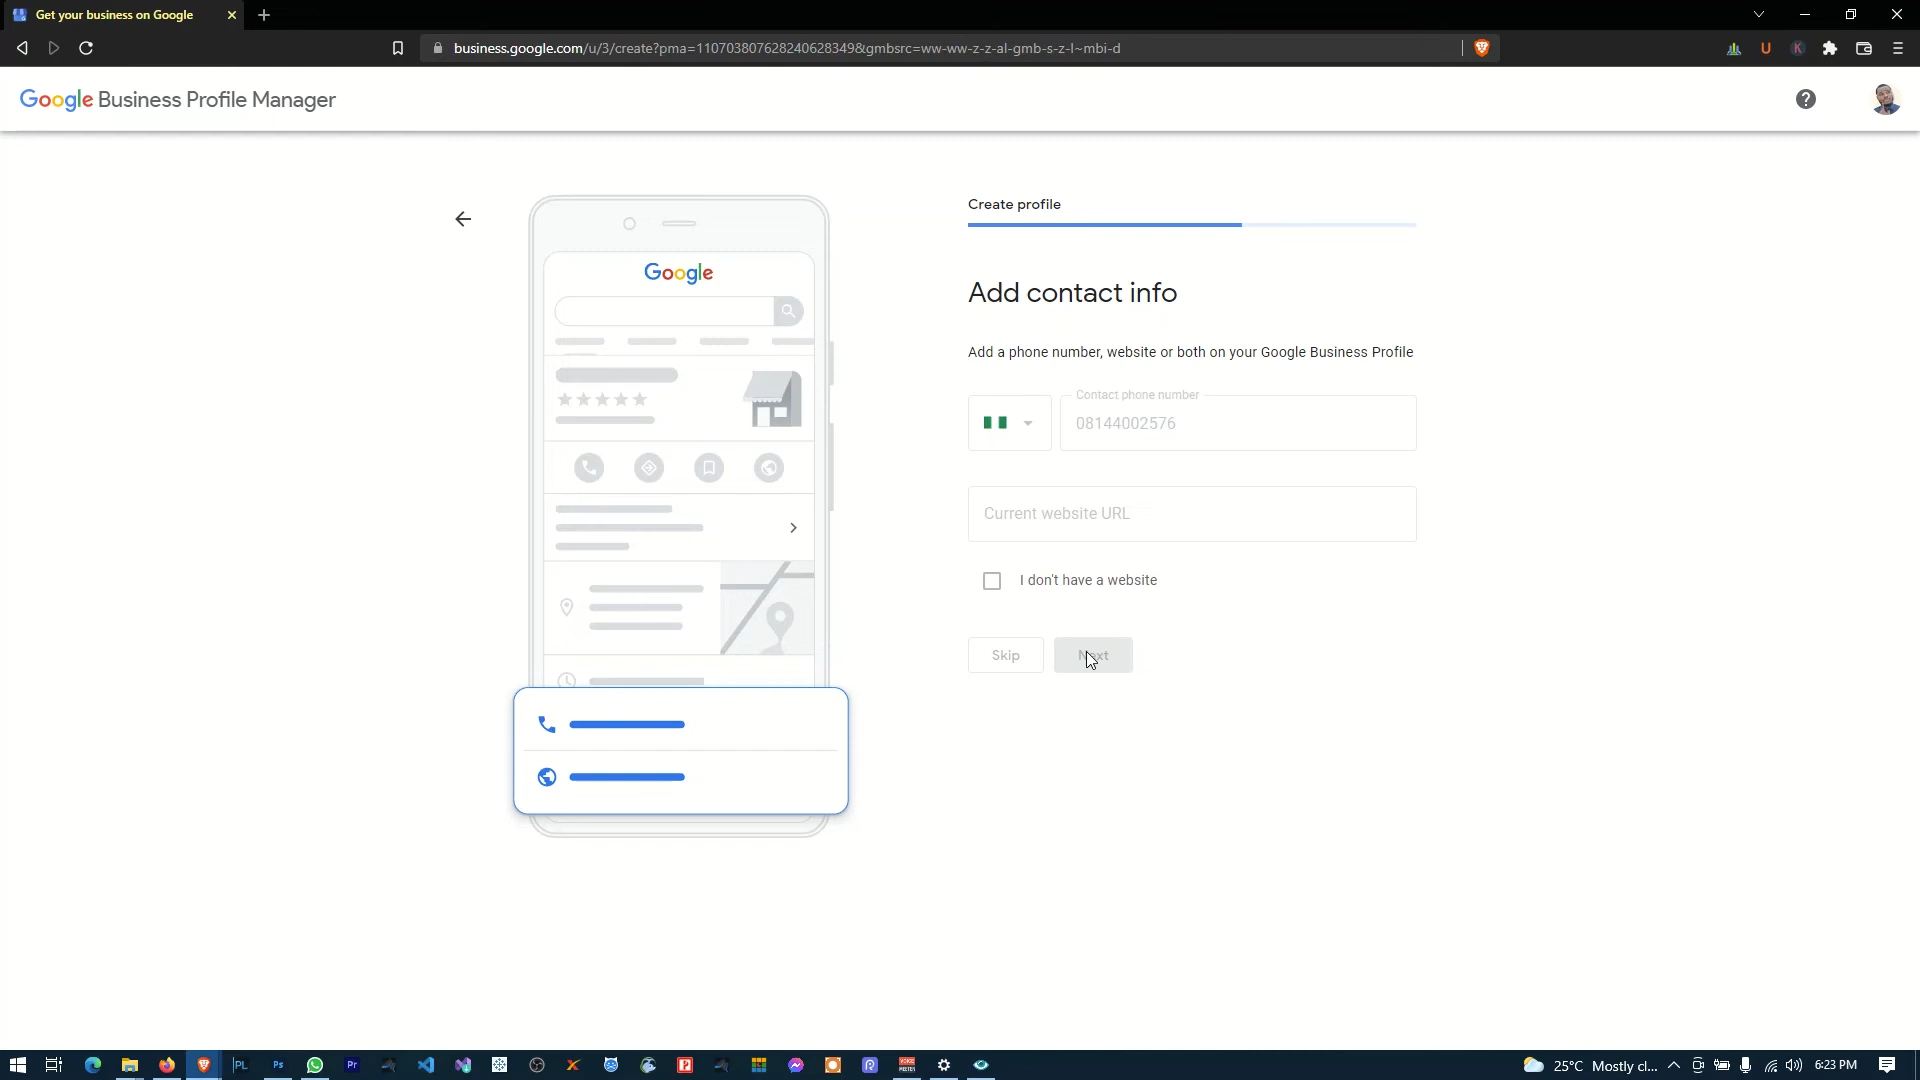 Get your business on Google
business.google.com/u/3/create?pma=110703807628240628349&gmbsrc=ww-ww-z-z-al-gmb-s-z-l~mbi-d
U
K
Google Business Profile Manager
Create profile
Google
Add contact info
Add a phone number, website or both on your Google Business Profile
Contact phone number
08144002576
Current website URL
I don't have a website
Skip
Next
PL
Ps
Pr
25°C Mostly cl...
6:23 PM